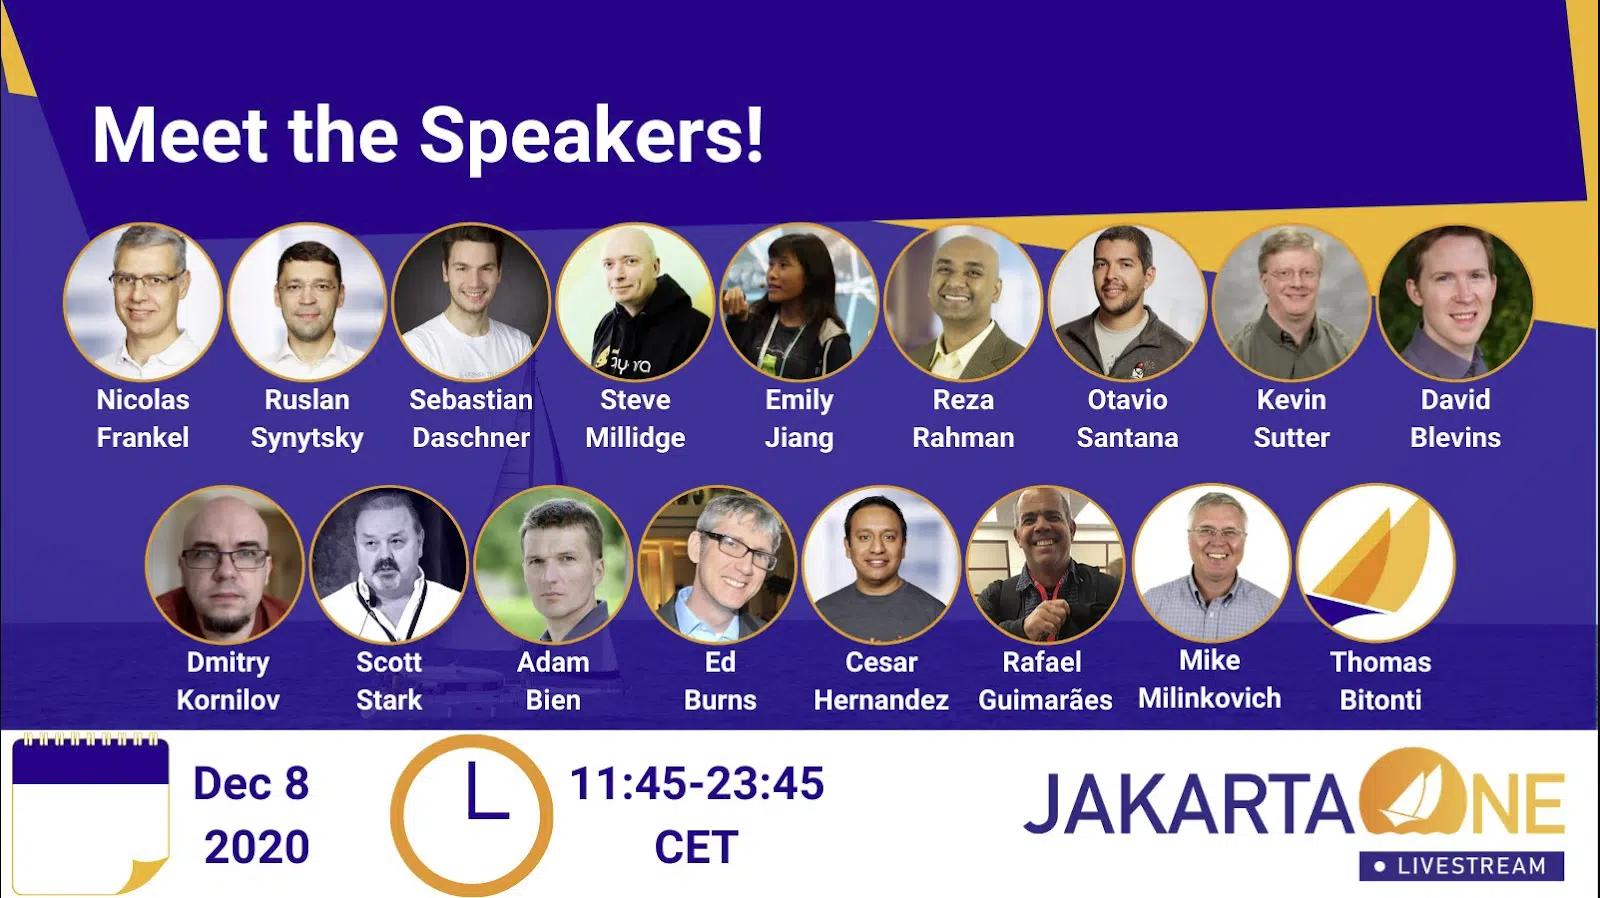 Meet the Speakers!
Nicolas
Frankel
Ruslan
Synytsky
Sebastian
Daschner
Steve
Millidge
Emily
Jiang
Reza
Rahman
Otavio
Santana
Kevin
Sutter
David
Blevins
Dmitry
Kornilov
Scott
Stark
Adam
Bien
Ed
Burns
Cesar
Hernandez
Rafael
Guimarães
Mike
Milinkovich
Thomas
Bitonti
Dec 8
2020
11:45-23:45
CET
JAKARTAONE
• LIVESTREAM